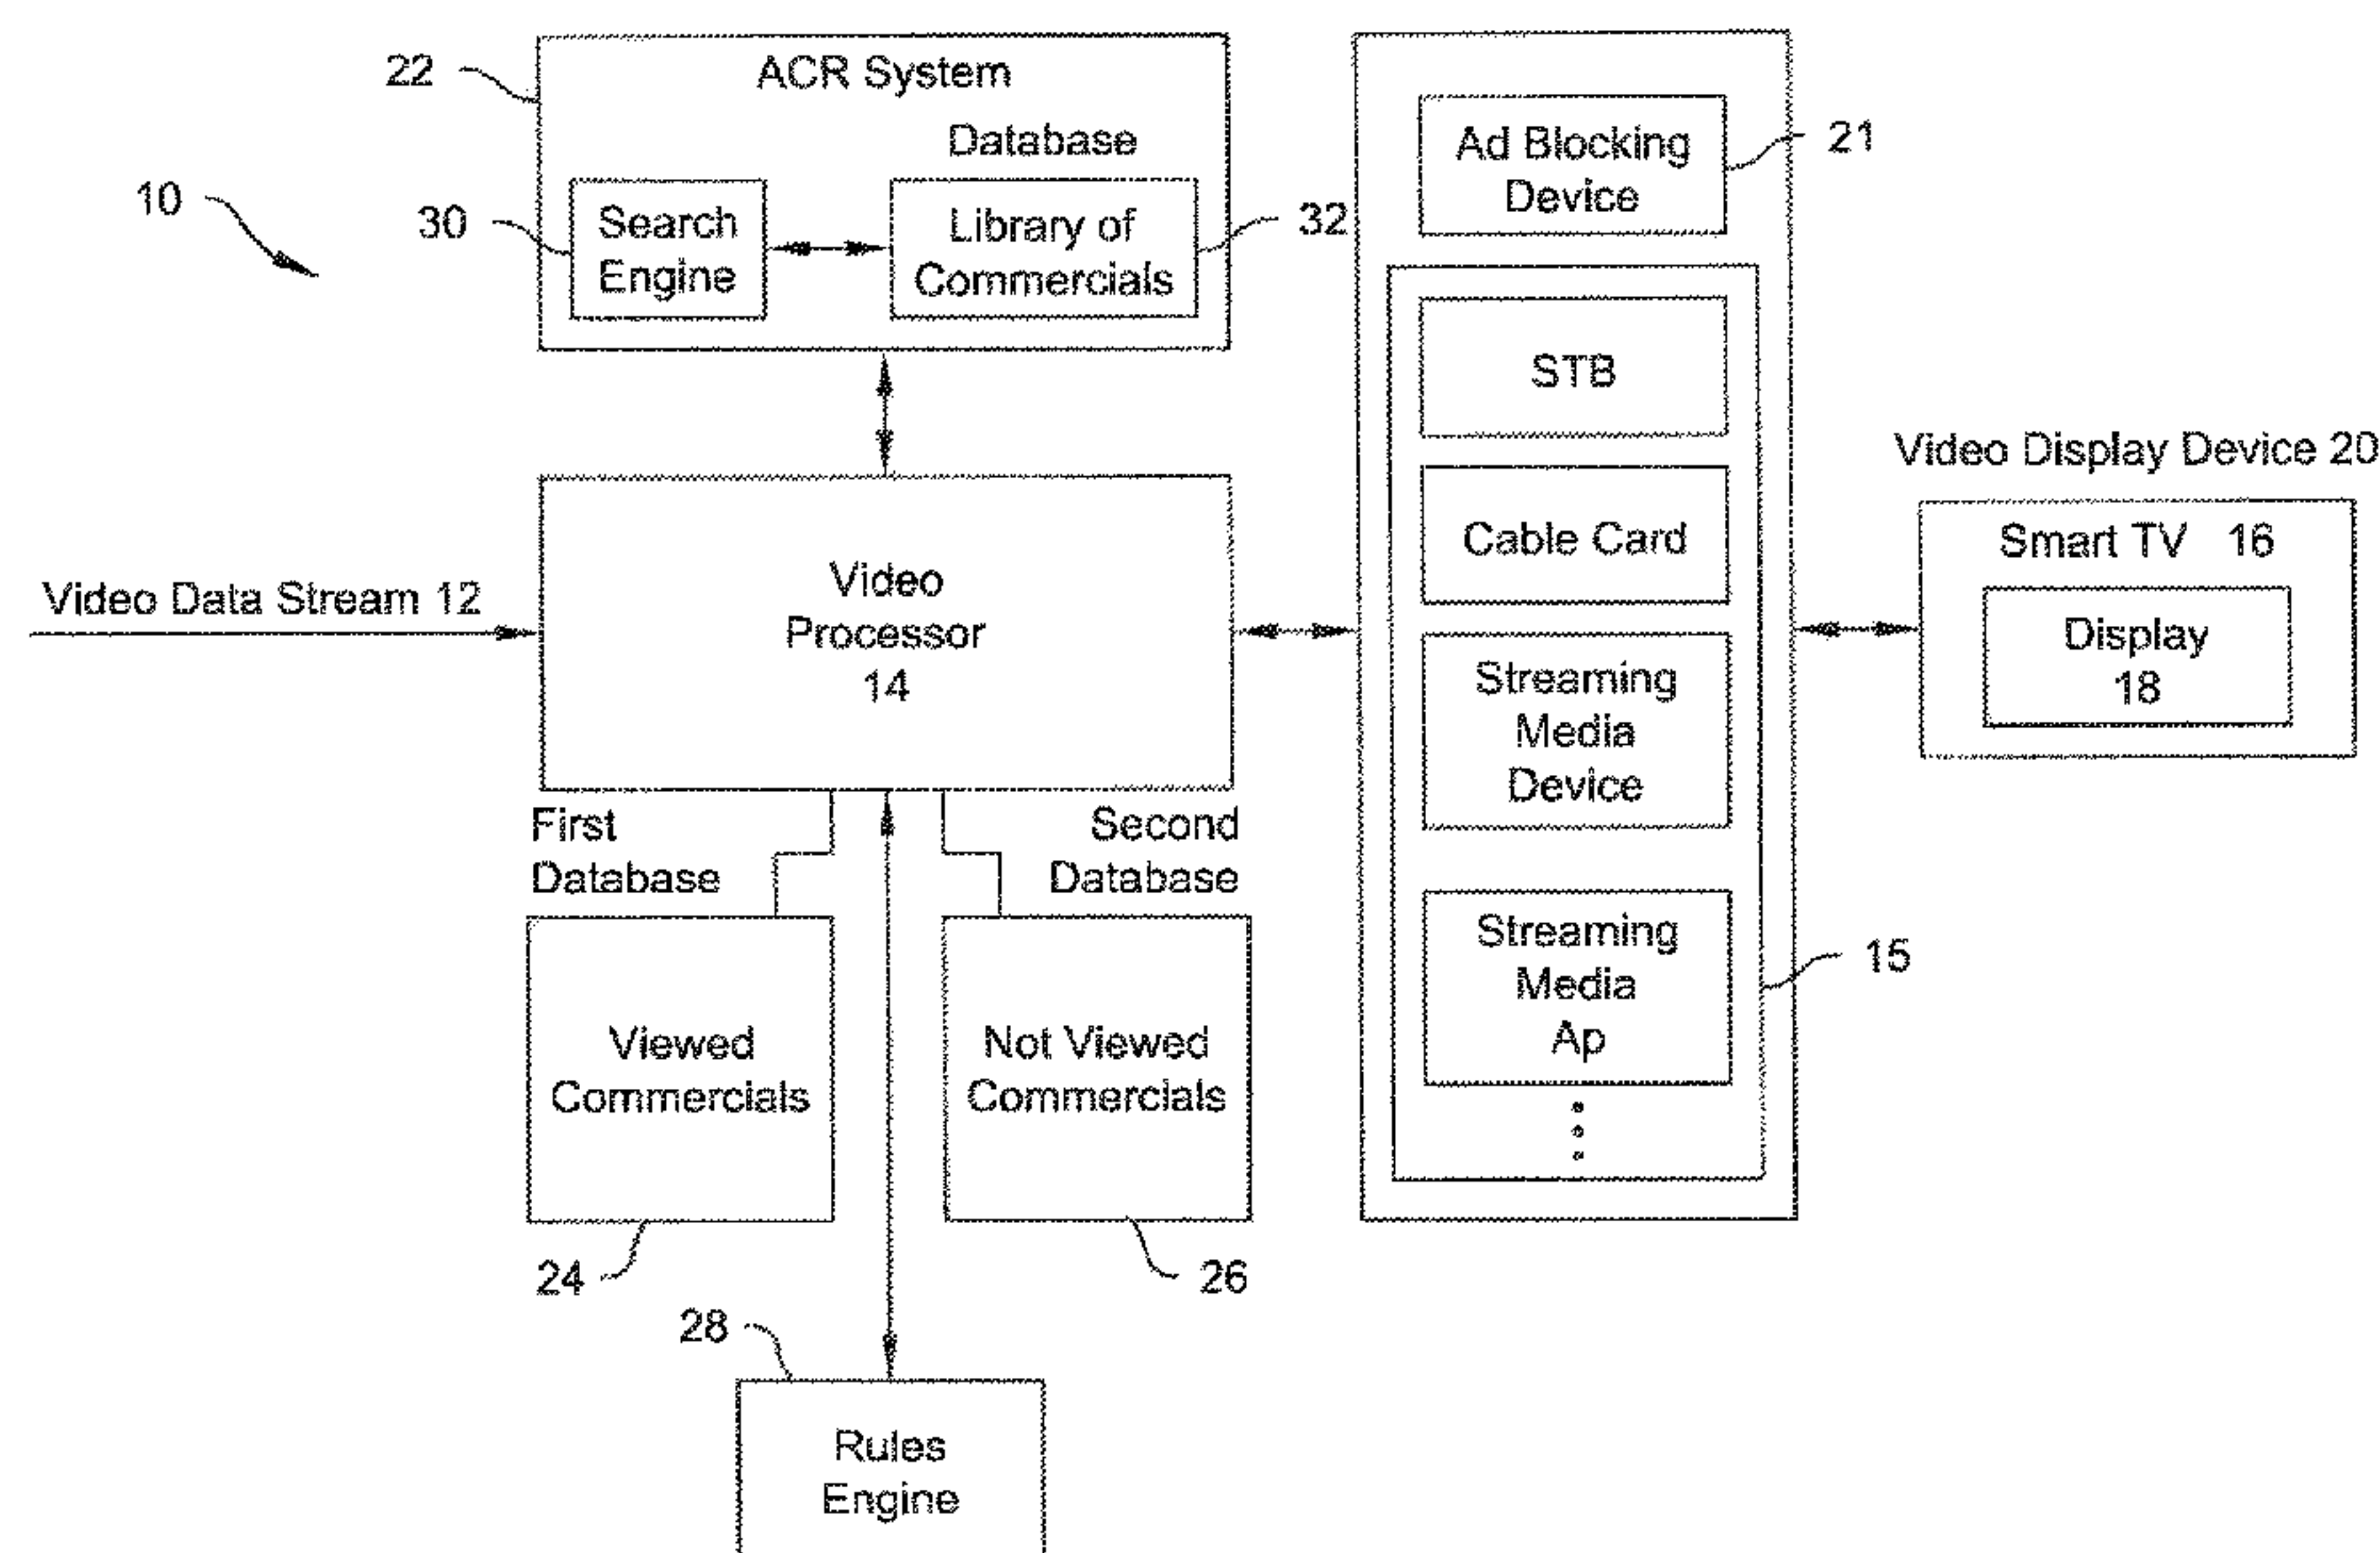 10
22
ACR System
Database
30
Search
Engine
Library of
Commercials
32
Video Data Stream 12
Video
Processor
14
First
Database
Second
Database
Viewed
Commercials
24
Not Viewed
Commercials
26
28
Rules
Engine
Ad Blocking
Device
21
STB
Cable Card
Streaming
Media
Device
Streaming
Media
Ap
15
Video Display Device 20
Smart TV 16
Display
18